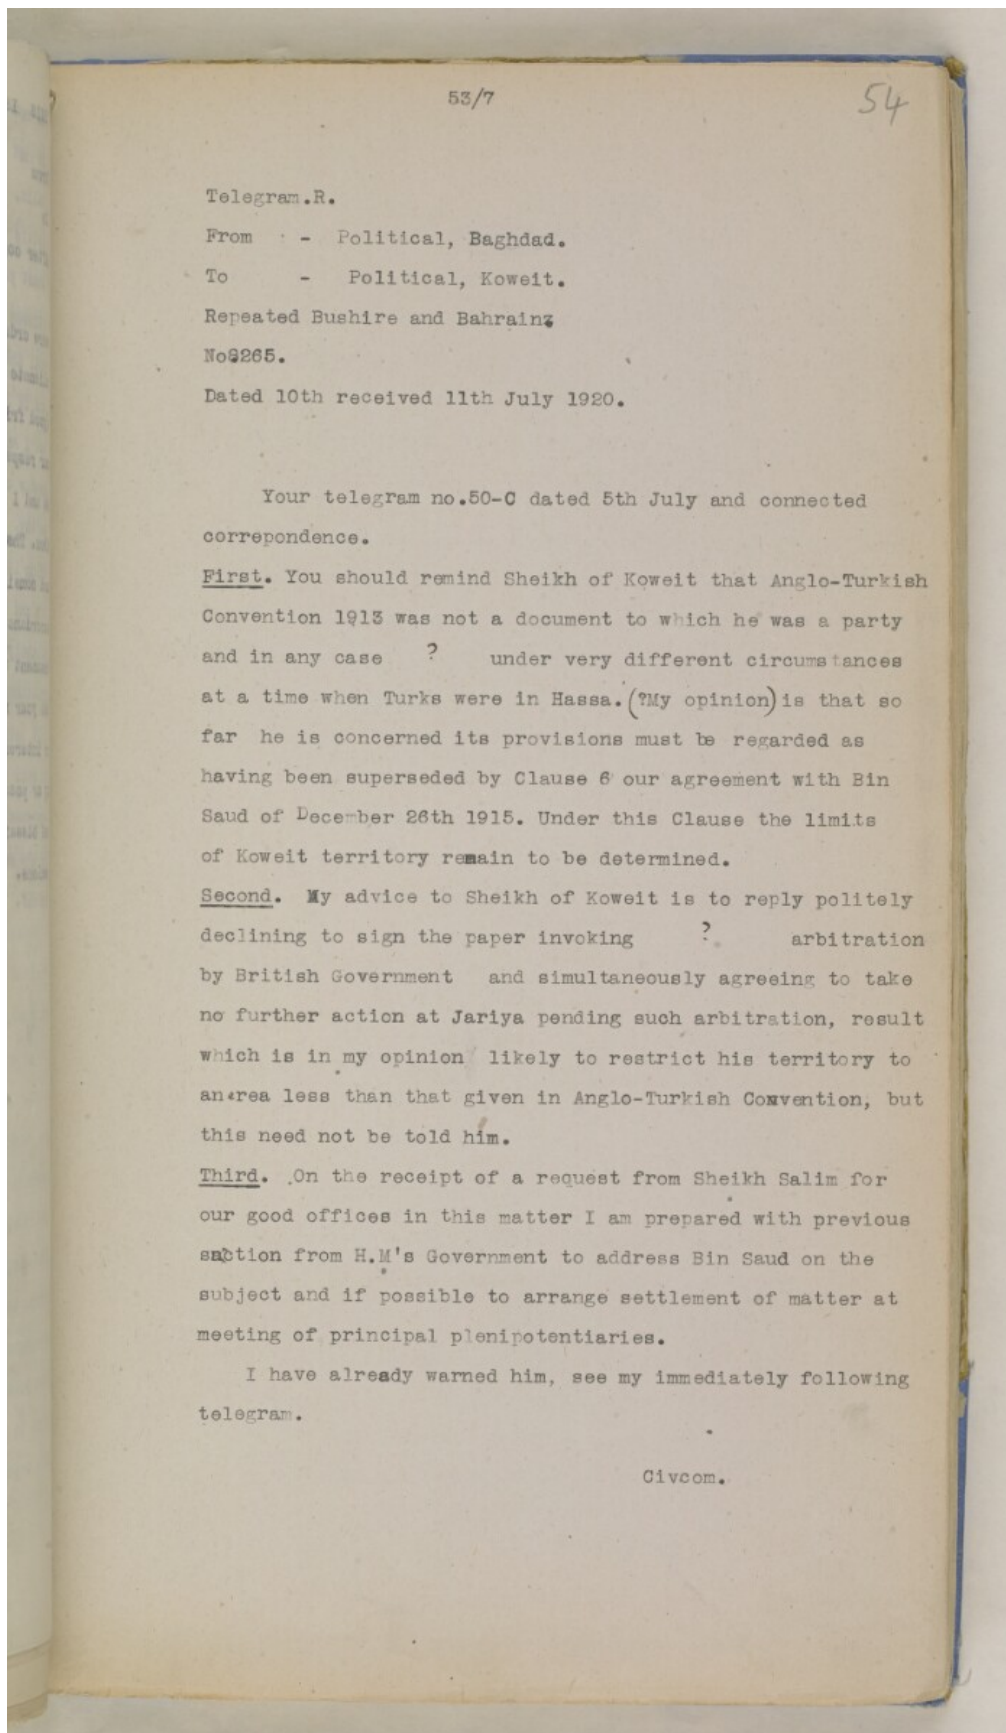 53/7
54
Telegram.R.
From - Political, Baghdad.
To - Political, Koweit.
Repeated Bushire and Bahrain
No8265.
Dated 10th received 11th July 1920.
Your telegram no.50-C dated 5th July and connected
correpondence.
First. You should remind Sheikh of Koweit that Anglo-Turkish
Convention 1913 was not a document to which he was a party
and in any case ? under very different circumstances
at a time when Turks were in Hassa.(?My opinion)is that so
far he is concerned its provisions must be regarded as
having been superseded by Clause 6 our agreement with Bin
Saud of December 26th 1915. Under this Clause the limits
of Koweit territory remain to be determined.
Second. My advice to Sheikh of Koweit is to reply politely
declining to sign the paper invoking ? arbitration
by British Government and simultaneously agreeing to take
no further action at Jariya pending such arbitration, result
which is in my opinion likely to restrict his territory to
an area less than that given in Anglo-Turkish Convention, but
this need not be told him.
Third. .On the receipt of a request from Sheikh Salim for
our good offices in this matter I am prepared with previous
sanction from H.M's Government to address Bin Saud on the
subject and if possible to arrange settlement of matter at
meeting of principal plenipotentiaries.
I have already warned him, see my immediately following
telegram.
Civcom.